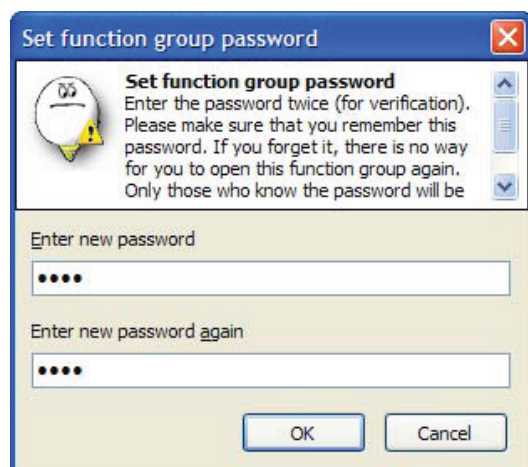 Set function group password
Set function group password
Enter the password twice (for verification).
Please make sure that you remember this
password. If you forget it, there is no way
for you to open this function group again.
Only those who know the password will be
Enter new password
••••
Enter new password again
••••
OK
Cancel